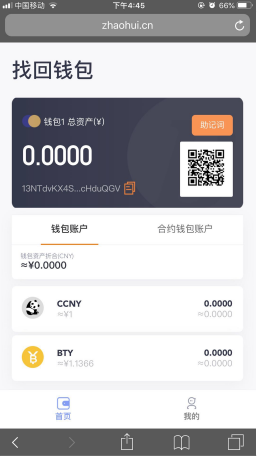 中国移动 下午4:45 66%
zhaohui.cn
找回钱包
钱包1 总资产(¥)
助记词
0.0000
13NTdvKX4S...cHduQGV
钱包账户 合约钱包账户
钱包资产折合(CNY)
≈¥0.0000
CCNY 0.0000
≈¥1 ≈0.0000
BTY 0.0000
≈¥1.1366 ≈0.0000
首页 我的